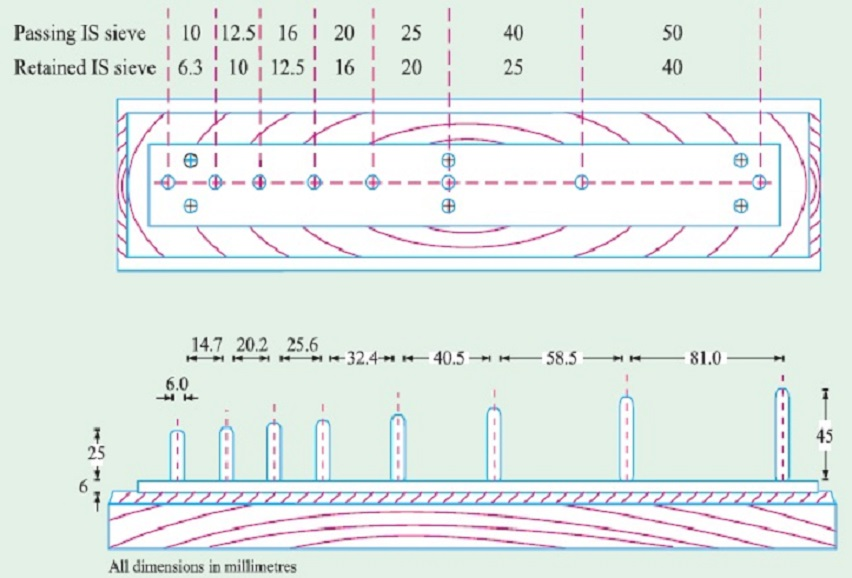 Passing IS sieve 10 12.5 16 20 25 40 50
Retained IS sieve 6.3 10 12.5 16 20 25 40
14.7 20.2 25.6 32.4 40.5 58.5 81.0
6.0
25
45
6
All dimensions in millimetres